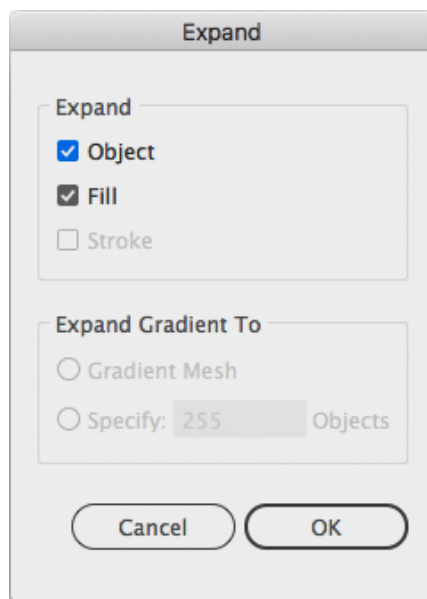 Expand
Expand
Object
Fill
Stroke
Expand Gradient To
Gradient Mesh
Specify: 255 Objects
Cancel OK